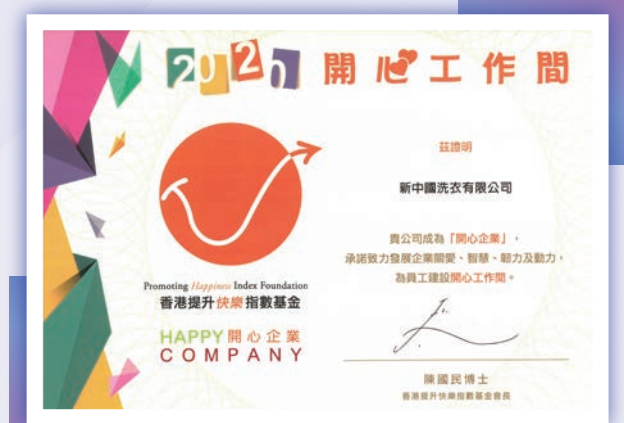 2020 開心工作間
茲證明
新中國洗衣有限公司
貴公司成為「開心企業」，
承諾致力發展企業關愛、智慧、韌力及動力，
為員工建設開心工作間。
Promoting Happiness Index Foundation
香港提升快樂指數基金
HAPPY 開心企業
COMPANY
陳國民博士
香港提升快樂指數基金會長